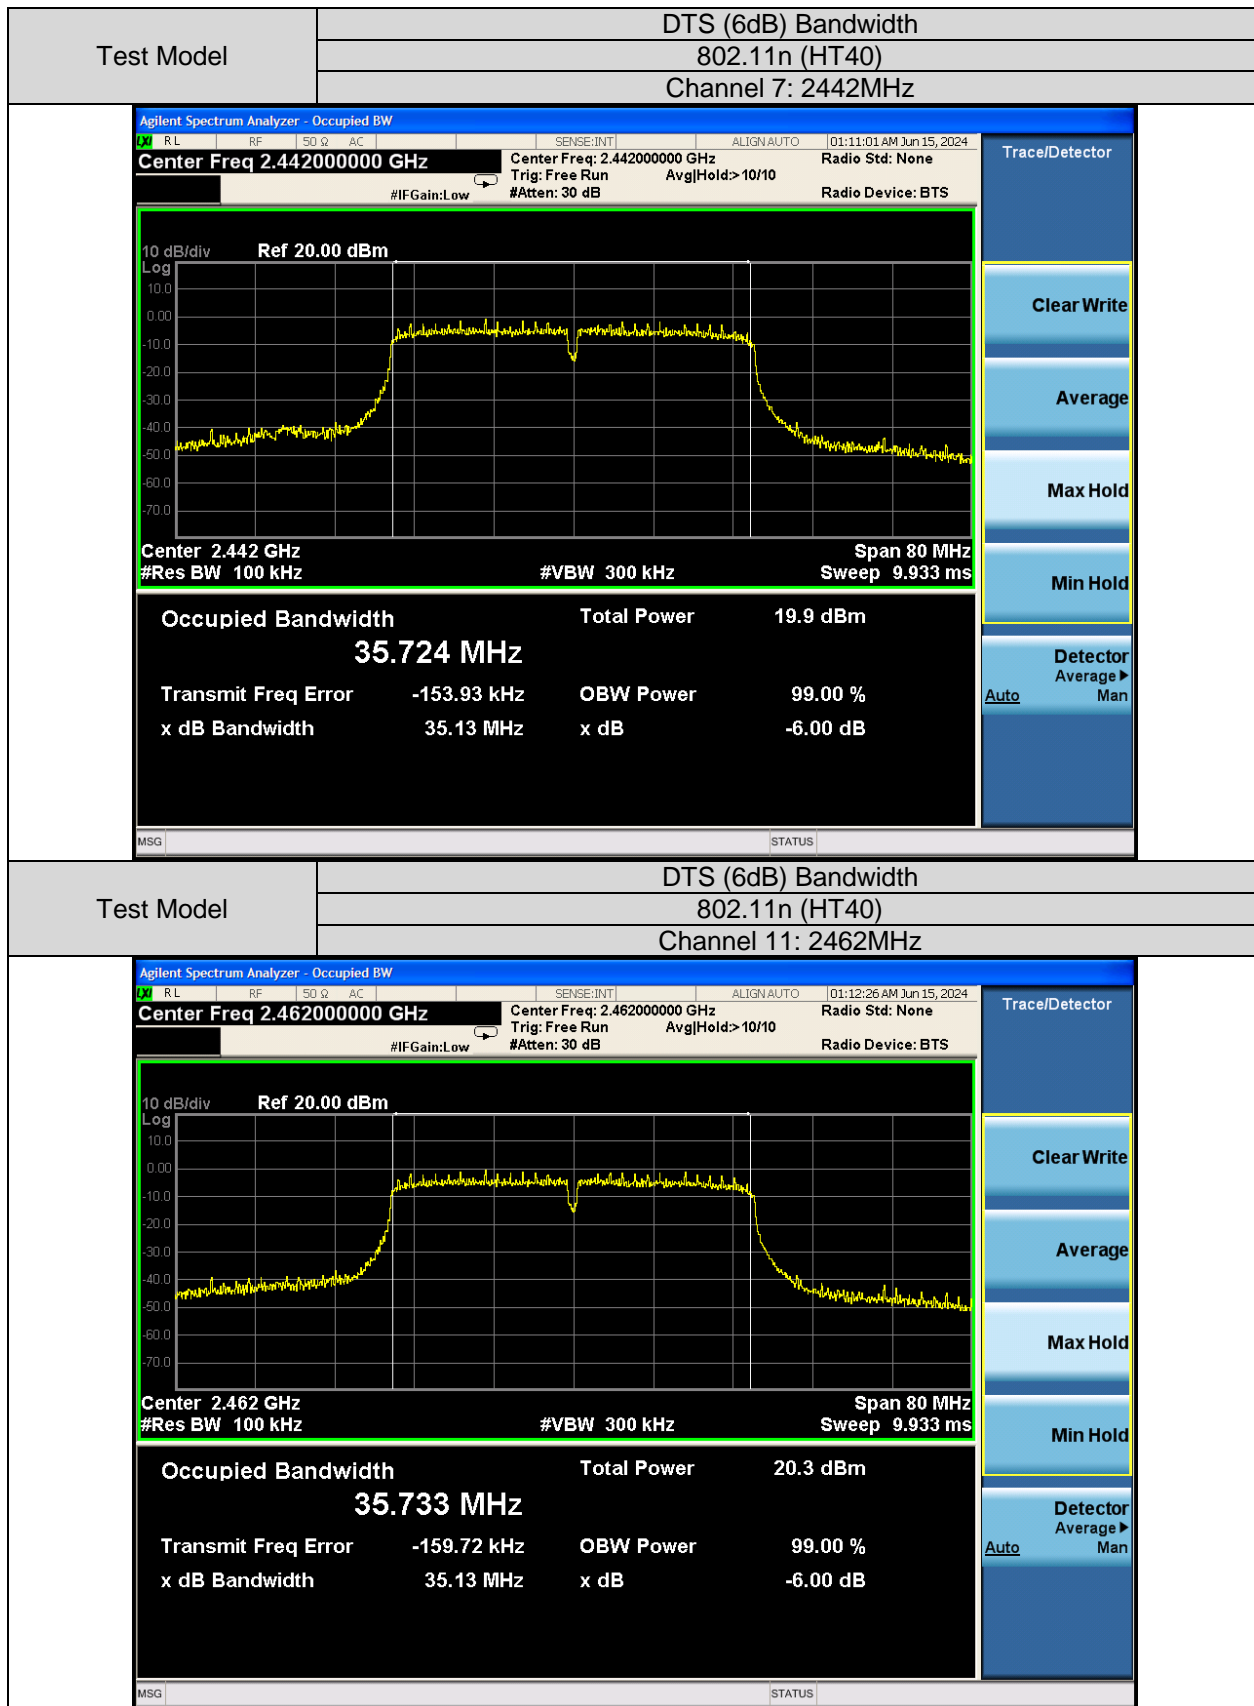 Test Model
DTS (6dB) Bandwidth
802.11n (HT40)
Channel 7: 2442MHz
Agilent Spectrum Analyzer - Occupied BW
LXI RL RF 50 Ω AC SENSE:INT ALIGN AUTO 01:11:01 AM Jun 15, 2024
Center Freq 2.442000000 GHz
Center Freq: 2.442000000 GHz
Radio Std: None
Trig: Free Run Avg|Hold:>10/10
#IFGain:Low
#Atten: 30 dB
Radio Device: BTS
10 dB/div Ref 20.00 dBm
Log
10.0
0.00
-10.0
-20.0
-30.0
-40.0
-50.0
-60.0
-70.0
Center 2.442 GHz Span 80 MHz
#Res BW 100 kHz #VBW 300 kHz Sweep 9.933 ms
Occupied Bandwidth Total Power 19.9 dBm
35.724 MHz
Transmit Freq Error -153.93 kHz OBW Power 99.00 %
x dB Bandwidth 35.13 MHz x dB -6.00 dB
MSG STATUS
Trace/Detector
Clear Write
Average
Max Hold
Min Hold
Detector
Average▶
Auto Man
Test Model
DTS (6dB) Bandwidth
802.11n (HT40)
Channel 11: 2462MHz
Agilent Spectrum Analyzer - Occupied BW
LXI RL RF 50 Ω AC SENSE:INT ALIGN AUTO 01:12:26 AM Jun 15, 2024
Center Freq 2.462000000 GHz
Center Freq: 2.462000000 GHz
Radio Std: None
Trig: Free Run Avg|Hold:>10/10
#IFGain:Low
#Atten: 30 dB
Radio Device: BTS
10 dB/div Ref 20.00 dBm
Log
10.0
0.00
-10.0
-20.0
-30.0
-40.0
-50.0
-60.0
-70.0
Center 2.462 GHz Span 80 MHz
#Res BW 100 kHz #VBW 300 kHz Sweep 9.933 ms
Occupied Bandwidth Total Power 20.3 dBm
35.733 MHz
Transmit Freq Error -159.72 kHz OBW Power 99.00 %
x dB Bandwidth 35.13 MHz x dB -6.00 dB
MSG STATUS
Trace/Detector
Clear Write
Average
Max Hold
Min Hold
Detector
Average▶
Auto Man